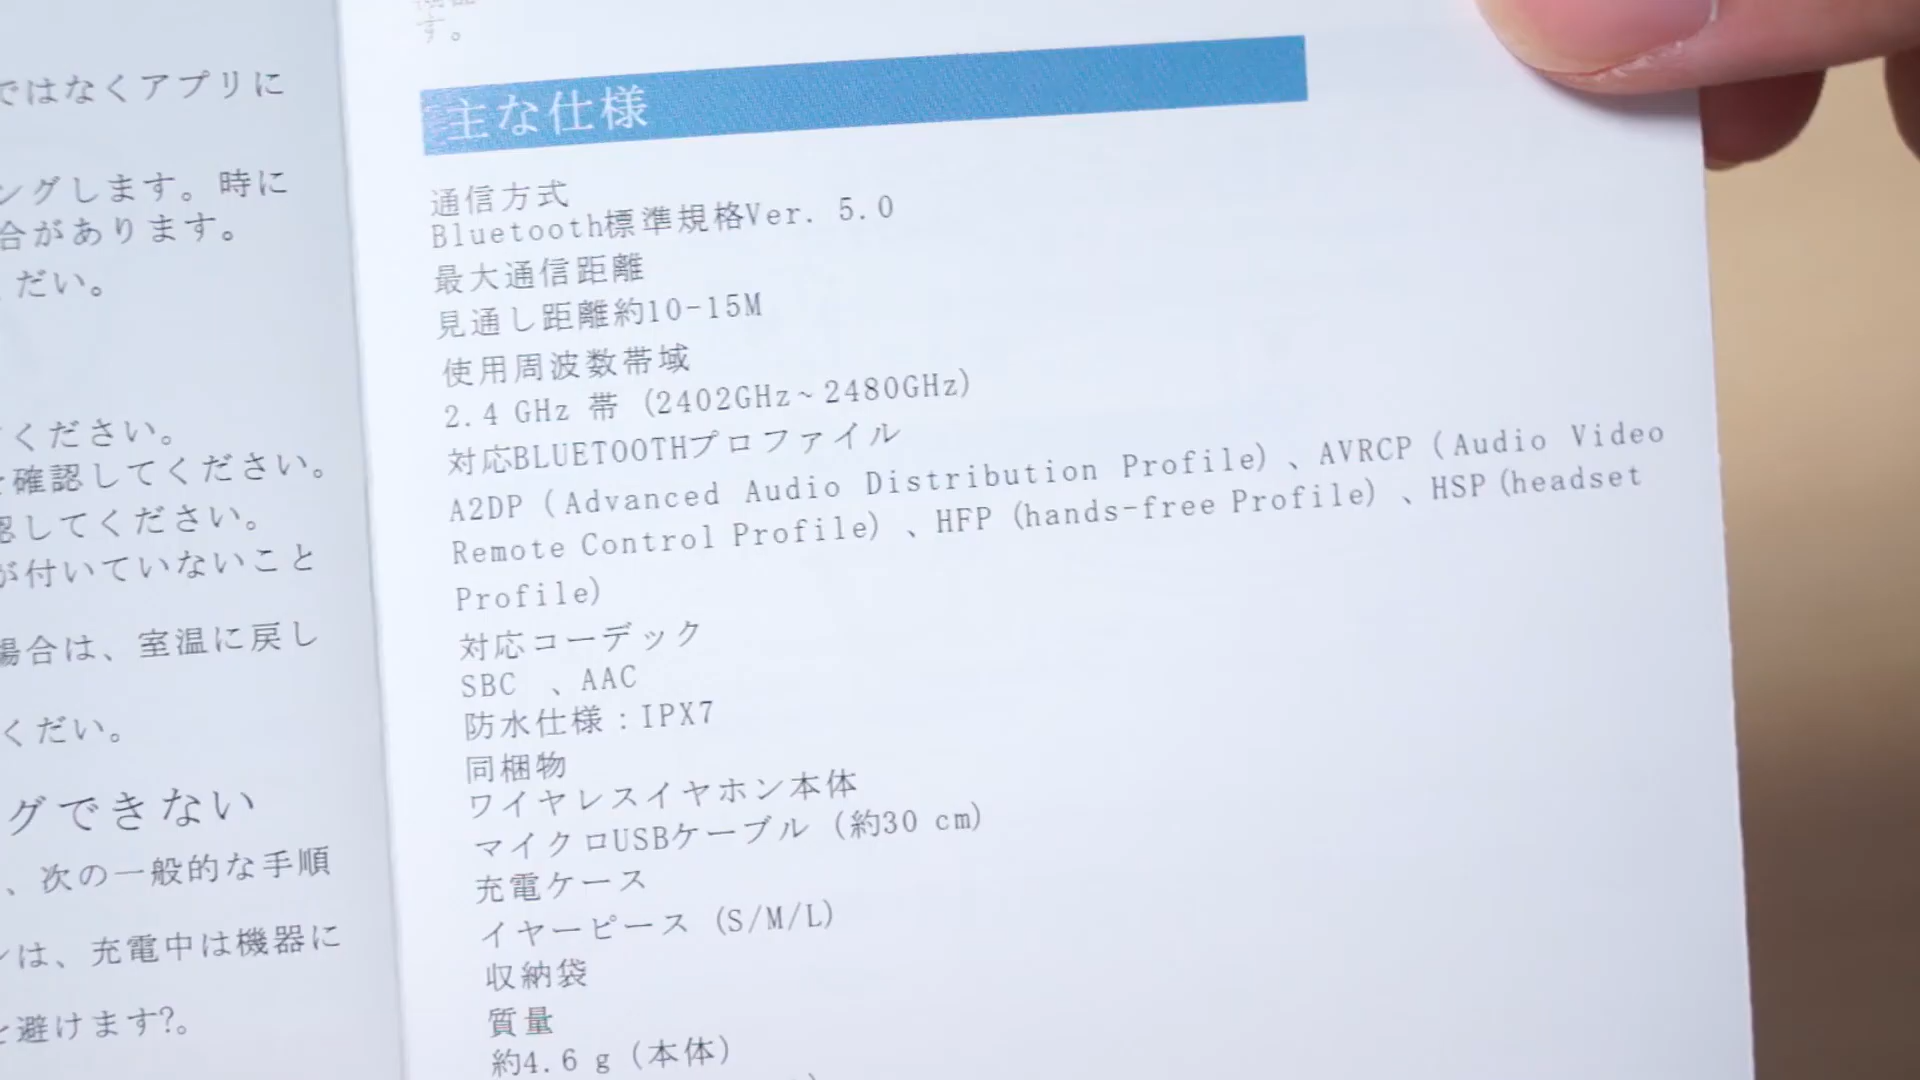 ではなくアプリに
ングします。時に
合があります。
だい。
ください。
確認してください。
認してください。
が付いていないこと
場合は、室温に戻し
ください。
グできない
、次の一般的な手順
は、充電中は機器に
避けます?。
す。
主な仕様
通信方式
Bluetooth標準規格Ver. 5.0
最大通信距離
見通し距離約10-15M
使用周波数帯域
2.4 GHz 帯 (2402GHz~2480GHz)
対応BLUETOOTHプロファイル
A2DP (Advanced Audio Distribution Profile) 、AVRCP (Audio Video
Remote Control Profile) 、HFP (hands-free Profile) 、HSP(headset
Profile)
対応コーデック
SBC 、AAC
防水仕様：IPX7
同梱物
ワイヤレスイヤホン本体
マイクロUSBケーブル (約30 cm)
充電ケース
イヤーピース (S/M/L)
収納袋
質量
約4.6 g (本体)